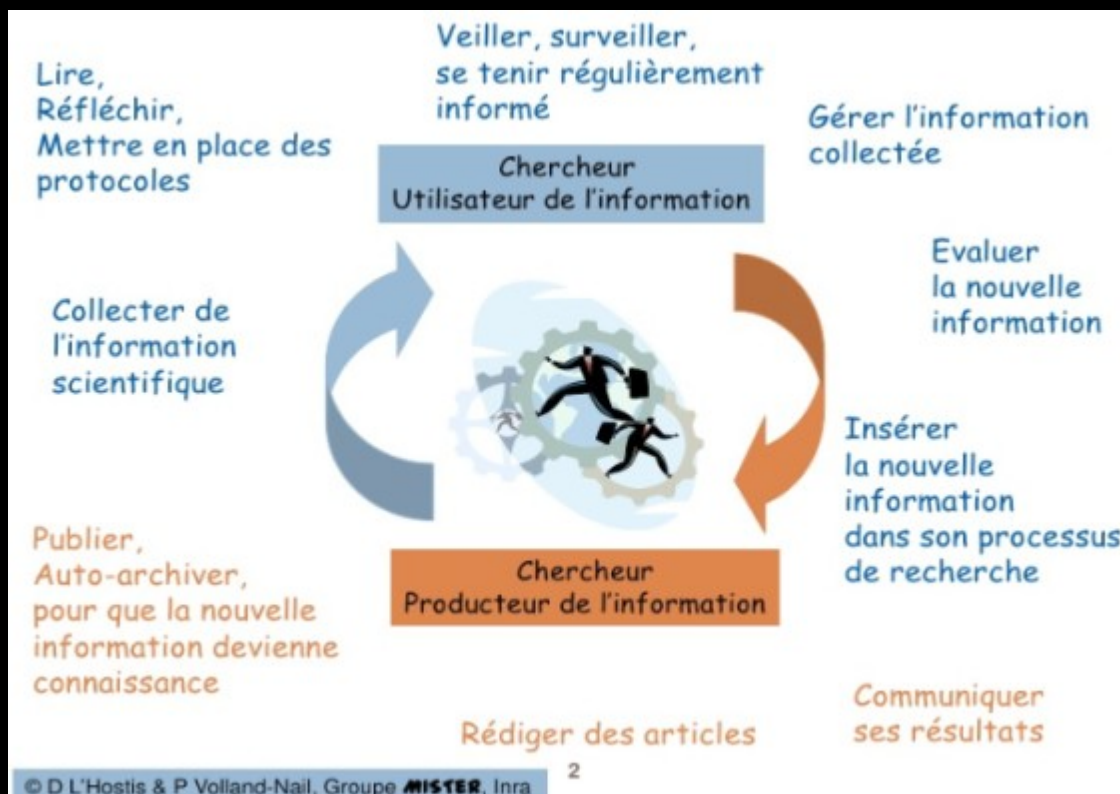 Veiller, surveiller,
se tenir régulièrement
informé
Lire,
Réfléchir,
Mettre en place des
protocoles
Gérer l'information
collectée
Chercheur
Utilisateur de l'information
Evaluer
la nouvelle
information
Collecter de
l'information
scientifique
Insérer
la nouvelle
information
dans son processus
de recherche
Publier,
Auto-archiver,
pour que la nouvelle
information devienne
connaissance
Chercheur
Producteur de l'information
Communiquer
ses résultats
Rédiger des articles
2
© D L'Hostis & P Volland-Nail, Groupe MISTER, Inra